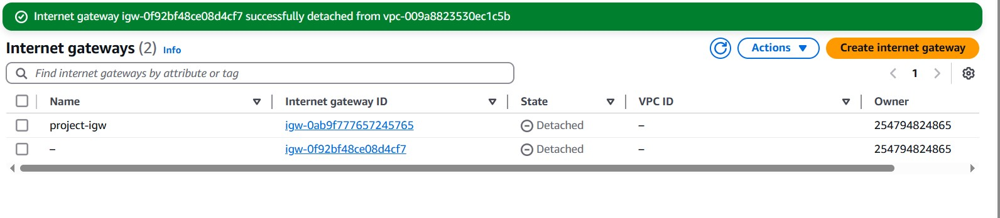 Internet gateway igw-0f92bf48ce08d4cf7 successfully detached from vpc-009a8823530ec1c5b
Internet gateways (2) Info Actions Create internet gateway
Find internet gateways by attribute or tag 1
Name Internet gateway ID State VPC ID Owner
project-igw igw-0ab9f777657245765 Detached – 254794824865
– igw-0f92bf48ce08d4cf7 Detached – 254794824865